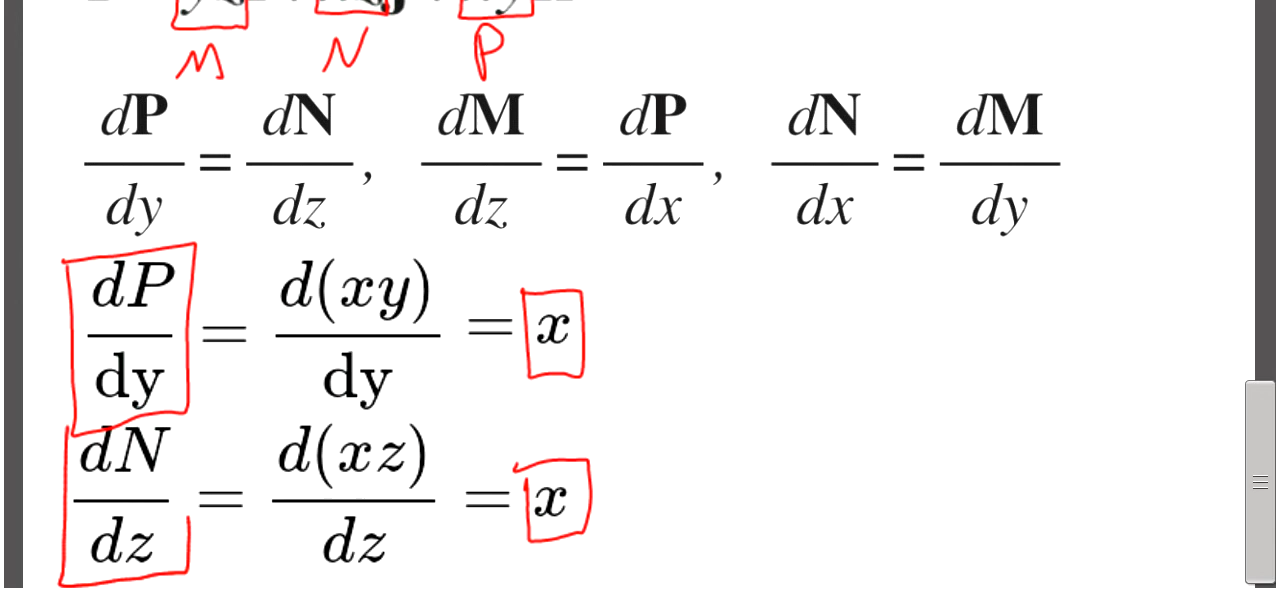 M N P
dP/dy = dN/dz, dM/dz = dP/dx, dN/dx = dM/dy
dP/dy = d(xy)/dy = x
dN/dz = d(xz)/dz = x